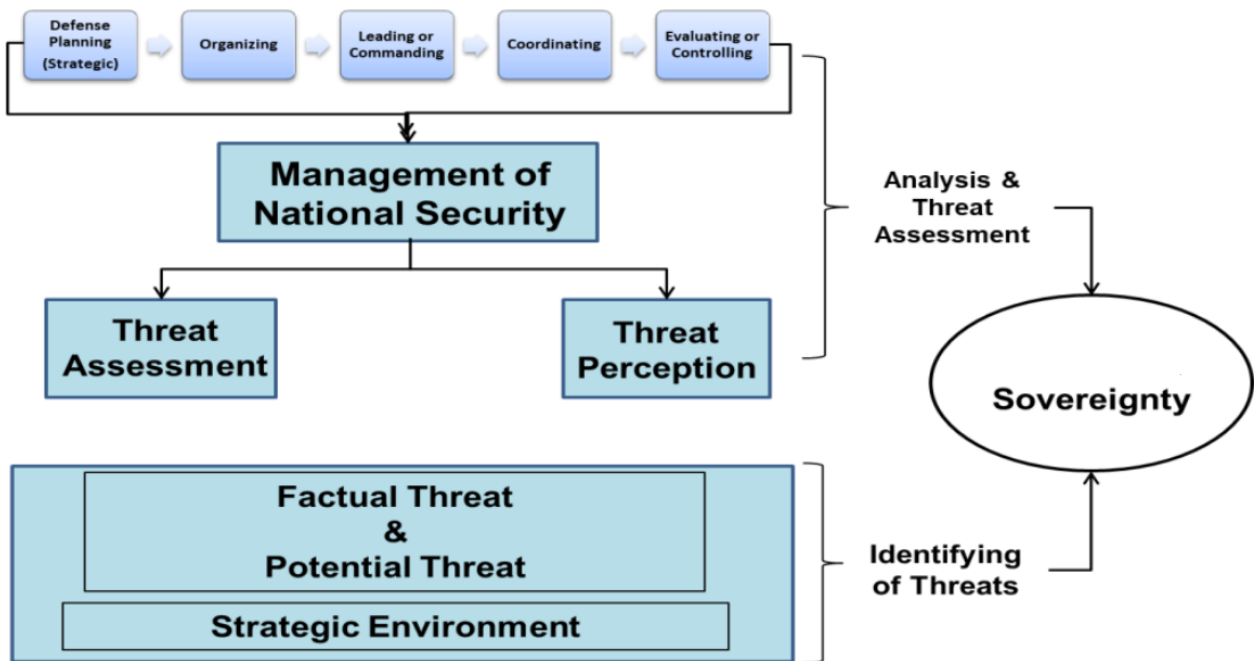 Defense
Planning
(Strategic)
Organizing
Leading or
Commanding
Coordinating
Evaluating or
Controlling
Management of
National Security
Threat
Assessment
Threat
Perception
Analysis &
Threat
Assessment
Sovereignty
Factual Threat
&
Potential Threat
Strategic Environment
Identifying
of Threats